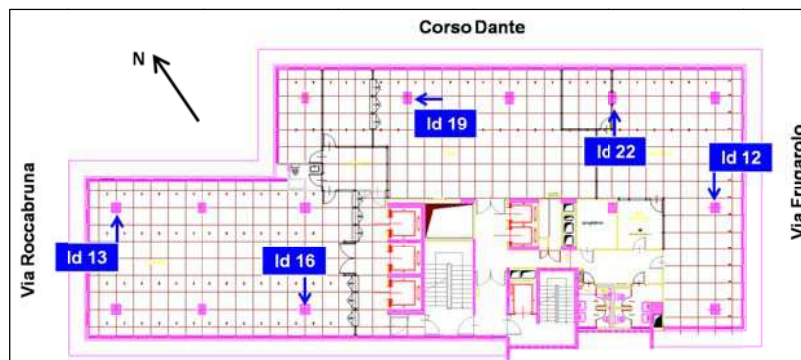 Corso Dante
N
Id 19
Id 22
Id 12
Via Roccabruna
Via Frugarolo
Id 13
Id 16